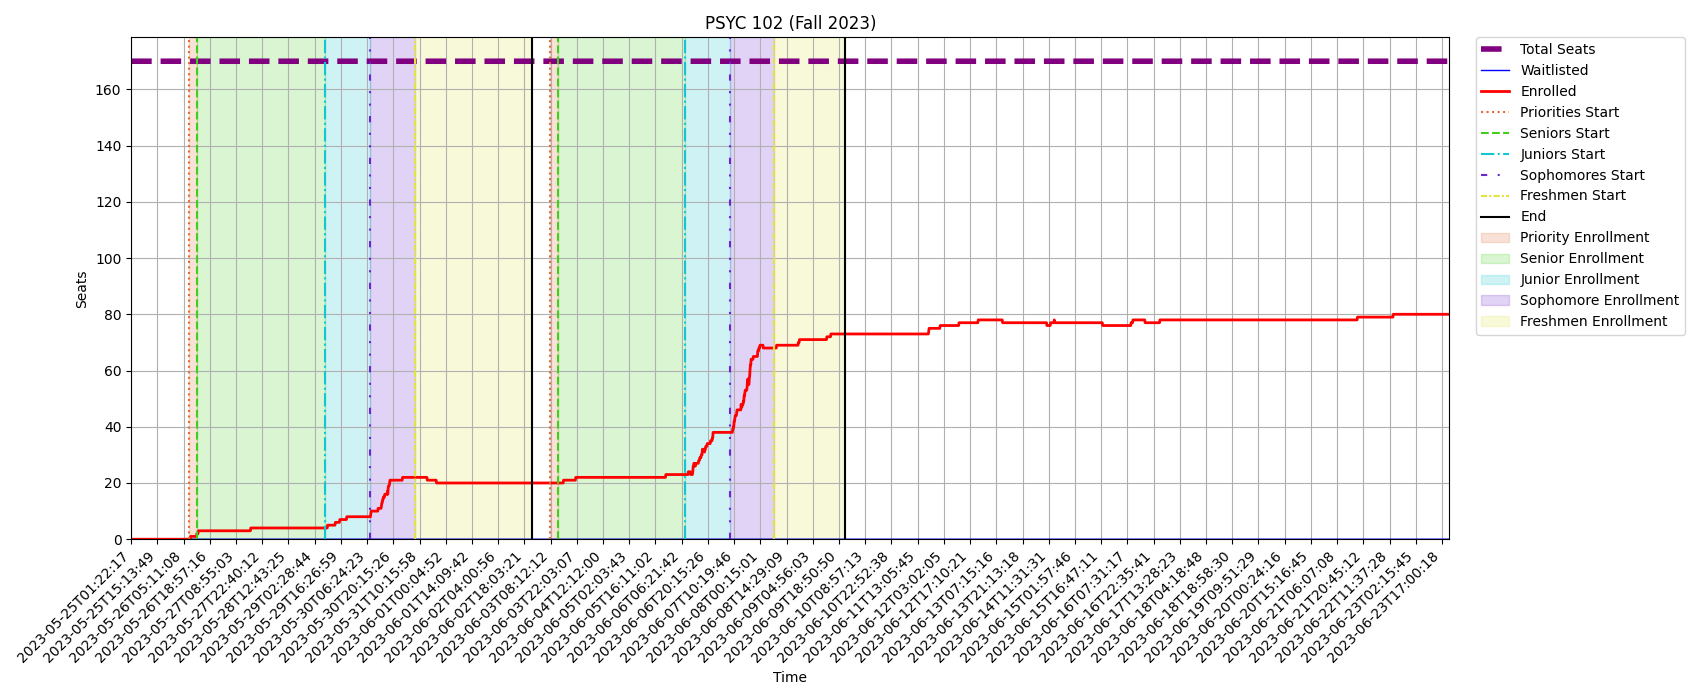 PSYC 102 (Fall 2023)
Seats
160
140
120
100
80
60
40
20
0
2023-05-25T01:22:17
2023-05-25T15:13:49
2023-05-26T05:11:08
2023-05-26T18:57:16
2023-05-27T08:55:03
2023-05-27T22:40:12
2023-05-28T12:43:25
2023-05-29T02:28:44
2023-05-29T16:26:59
2023-05-30T06:24:23
2023-05-30T20:15:26
2023-05-31T10:15:58
2023-06-01T00:04:52
2023-06-01T14:09:42
2023-06-02T04:00:56
2023-06-02T18:03:21
2023-06-03T08:12:12
2023-06-03T22:03:07
2023-06-04T12:12:00
2023-06-05T02:03:43
2023-06-05T16:11:02
2023-06-06T06:21:42
2023-06-06T20:15:26
2023-06-07T10:19:46
2023-06-08T00:15:01
2023-06-08T14:29:09
2023-06-09T04:56:03
2023-06-09T18:50:50
2023-06-10T08:57:13
2023-06-10T22:52:38
2023-06-11T13:05:45
2023-06-12T03:02:05
2023-06-12T17:10:21
2023-06-13T07:15:16
2023-06-13T21:13:18
2023-06-14T11:31:31
2023-06-15T01:57:46
2023-06-15T16:47:11
2023-06-16T07:31:17
2023-06-16T22:35:41
2023-06-17T13:28:23
2023-06-18T04:18:48
2023-06-18T18:58:30
2023-06-19T09:51:29
2023-06-20T00:24:16
2023-06-20T15:16:45
2023-06-21T06:07:08
2023-06-21T20:45:12
2023-06-22T11:37:28
2023-06-23T02:15:45
2023-06-23T17:00:18
Time
Total Seats
Waitlisted
Enrolled
Priorities Start
Seniors Start
Juniors Start
Sophomores Start
Freshmen Start
End
Priority Enrollment
Senior Enrollment
Junior Enrollment
Sophomore Enrollment
Freshmen Enrollment